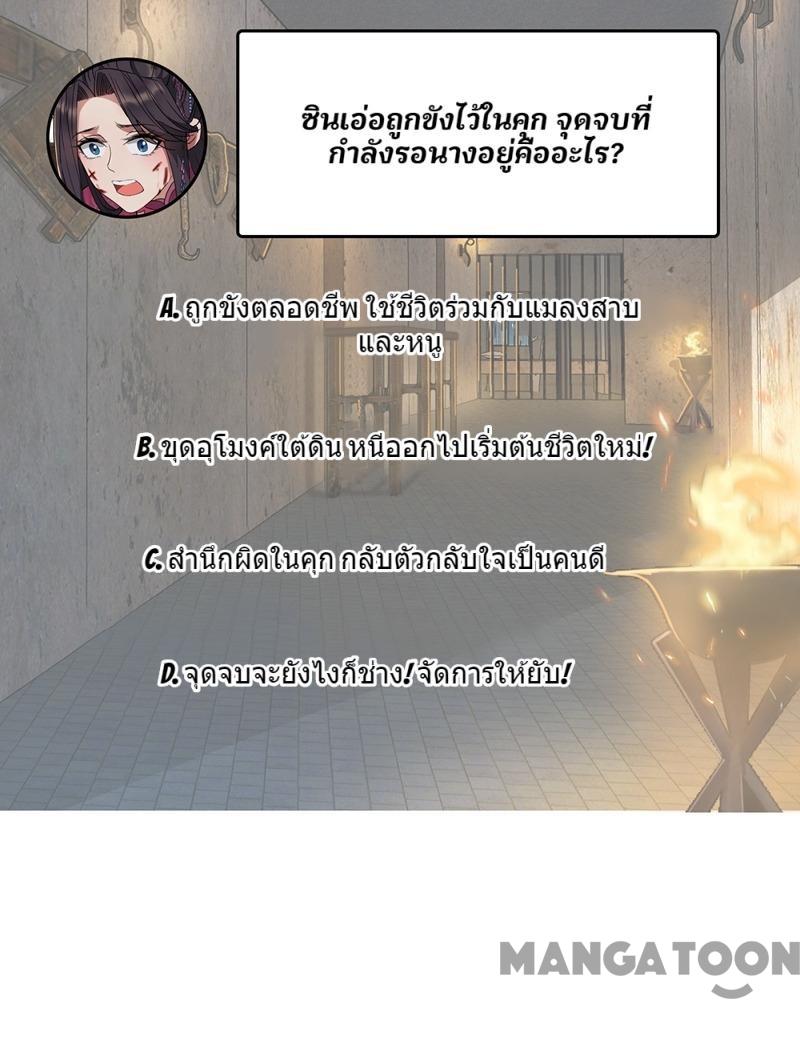 ซินเอ่อถูกขังไว้ในคุก จุดจบที่
กำลังรอนางอยู่คืออะไร?
A. ถูกขังตลอดชีพ ใช้ชีวิตร่วมกับแมลงสาบ
และหนู
B. ขุดอุโมงค์ใต้ดิน หนีออกไปเริ่มต้นชีวิตใหม่!
C. สำนึกผิดในคุก กลับตัวกลับใจเป็นคนดี
D. จุดจบจะยังไงก็ช่าง! จัดการให้ยับ!
MANGATOON